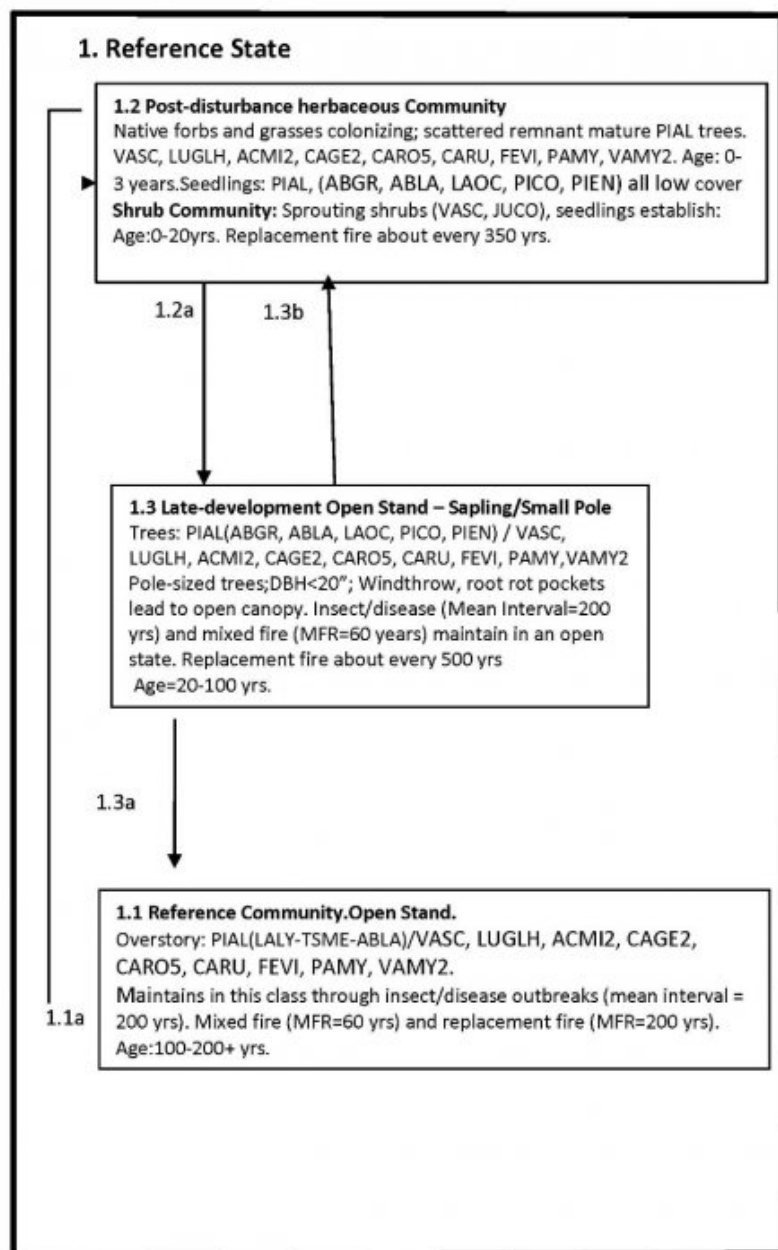 1. Reference State
1.2 Post-disturbance herbaceous Community
Native forbs and grasses colonizing; scattered remnant mature PIAL trees.
VASC, LUGLH, ACMI2, CAGE2, CARO5, CARU, FEVI, PAMY, VAMY2. Age: 0-
3 years.Seedlings: PIAL, (ABGR, ABLA, LAOC, PICO, PIEN) all low cover
Shrub Community: Sprouting shrubs (VASC, JUCO), seedlings establish:
Age:0-20yrs. Replacement fire about every 350 yrs.
1.2a
1.3b
1.3 Late-development Open Stand – Sapling/Small Pole
Trees: PIAL(ABGR, ABLA, LAOC, PICO, PIEN) / VASC,
LUGLH, ACMI2, CAGE2, CARO5, CARU, FEVI, PAMY,VAMY2
Pole-sized trees;DBH<20”; Windthrow, root rot pockets
lead to open canopy. Insect/disease (Mean Interval=200
yrs) and mixed fire (MFR=60 years) maintain in an open
state. Replacement fire about every 500 yrs
Age=20-100 yrs.
1.3a
1.1 Reference Community.Open Stand.
Overstory: PIAL(LALY-TSME-ABLA)/VASC, LUGLH, ACMI2, CAGE2,
CARO5, CARU, FEVI, PAMY, VAMY2.
Maintains in this class through insect/disease outbreaks (mean interval =
200 yrs). Mixed fire (MFR=60 yrs) and replacement fire (MFR=200 yrs).
Age:100-200+ yrs.
1.1a